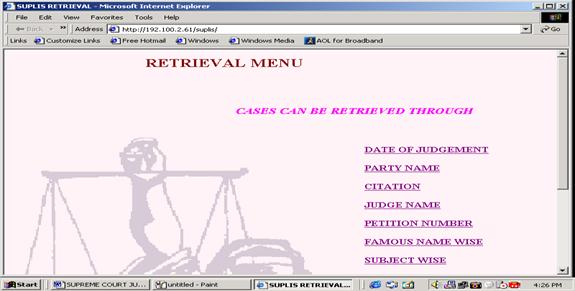 SUPLIS RETRIEVAL - Microsoft Internet Explorer
File Edit View Favorites Tools Help
Back Address http://192.100.2.61/suplis/ Go
Links Customize Links Free Hotmail Windows Windows Media AOL for Broadband
RETRIEVAL MENU
CASES CAN BE RETRIEVED THROUGH
DATE OF JUDGEMENT
PARTY NAME
CITATION
JUDGE NAME
PETITION NUMBER
FAMOUS NAME WISE
SUBJECT WISE
Start SUPREME COURT JU... untitled - Paint SUPLIS RETRIEVAL... 4:26 PM